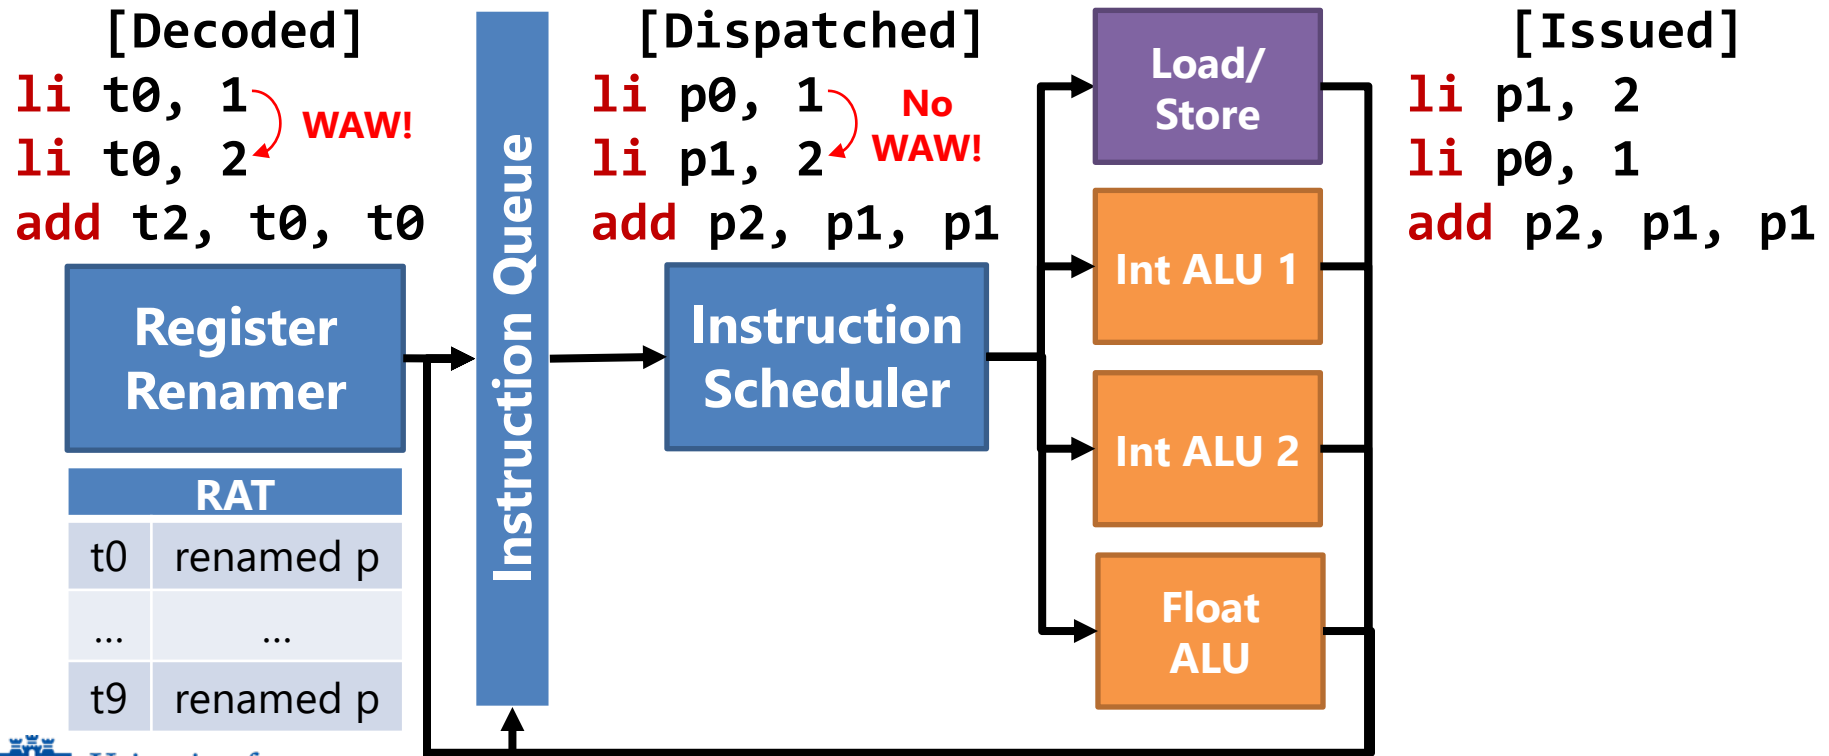 [Decoded]
li t0, 1
WAW!
li t0, 2
add t2, t0, t0
Register
Renamer
RAT
t0 renamed p
... ...
t9 renamed p
Instruction Queue
[Dispatched]
li p0, 1
No
WAW!
li p1, 2
add p2, p1, p1
Instruction
Scheduler
Load/
Store
Int ALU 1
Int ALU 2
Float
ALU
[Issued]
li p1, 2
li p0, 1
add p2, p1, p1